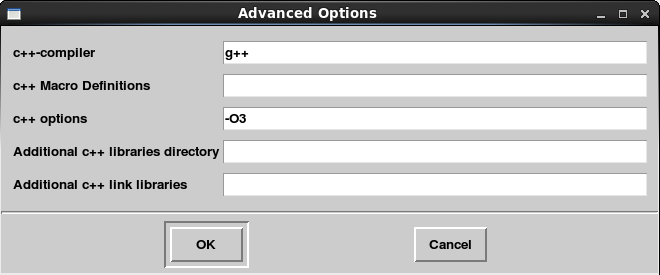 Advanced Options
c++-compiler g++
c++ Macro Definitions
c++ options -O3
Additional c++ libraries directory
Additional c++ link libraries
OK Cancel